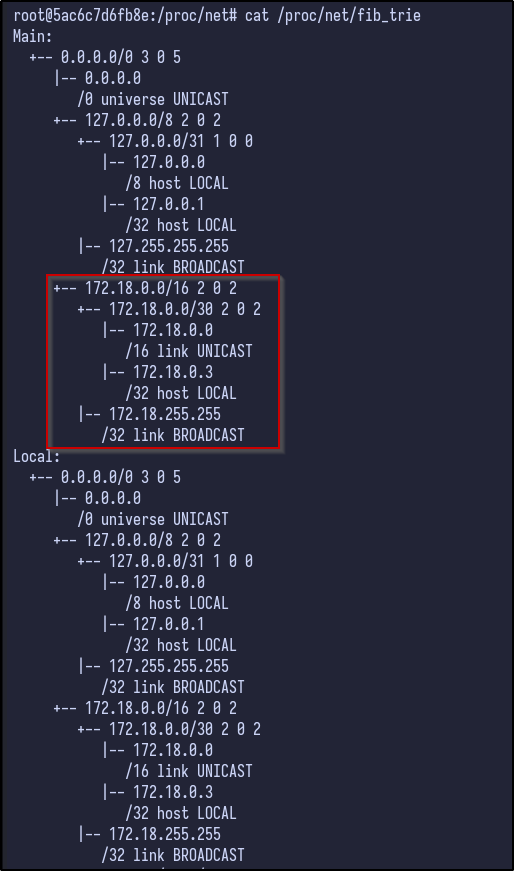 root@5ac6c7d6fb8e:/proc/net# cat /proc/net/fib_trie
Main:
  +-- 0.0.0.0/0 3 0 5
     |-- 0.0.0.0
        /0 universe UNICAST
     +-- 127.0.0.0/8 2 0 2
        +-- 127.0.0.0/31 1 0 0
           |-- 127.0.0.0
              /8 host LOCAL
           |-- 127.0.0.1
              /32 host LOCAL
        |-- 127.255.255.255
           /32 link BROADCAST
     +-- 172.18.0.0/16 2 0 2
        +-- 172.18.0.0/30 2 0 2
           |-- 172.18.0.0
              /16 link UNICAST
           |-- 172.18.0.3
              /32 host LOCAL
        |-- 172.18.255.255
           /32 link BROADCAST
Local:
  +-- 0.0.0.0/0 3 0 5
     |-- 0.0.0.0
        /0 universe UNICAST
     +-- 127.0.0.0/8 2 0 2
        +-- 127.0.0.0/31 1 0 0
           |-- 127.0.0.0
              /8 host LOCAL
           |-- 127.0.0.1
              /32 host LOCAL
        |-- 127.255.255.255
           /32 link BROADCAST
     +-- 172.18.0.0/16 2 0 2
        +-- 172.18.0.0/30 2 0 2
           |-- 172.18.0.0
              /16 link UNICAST
           |-- 172.18.0.3
              /32 host LOCAL
        |-- 172.18.255.255
           /32 link BROADCAST